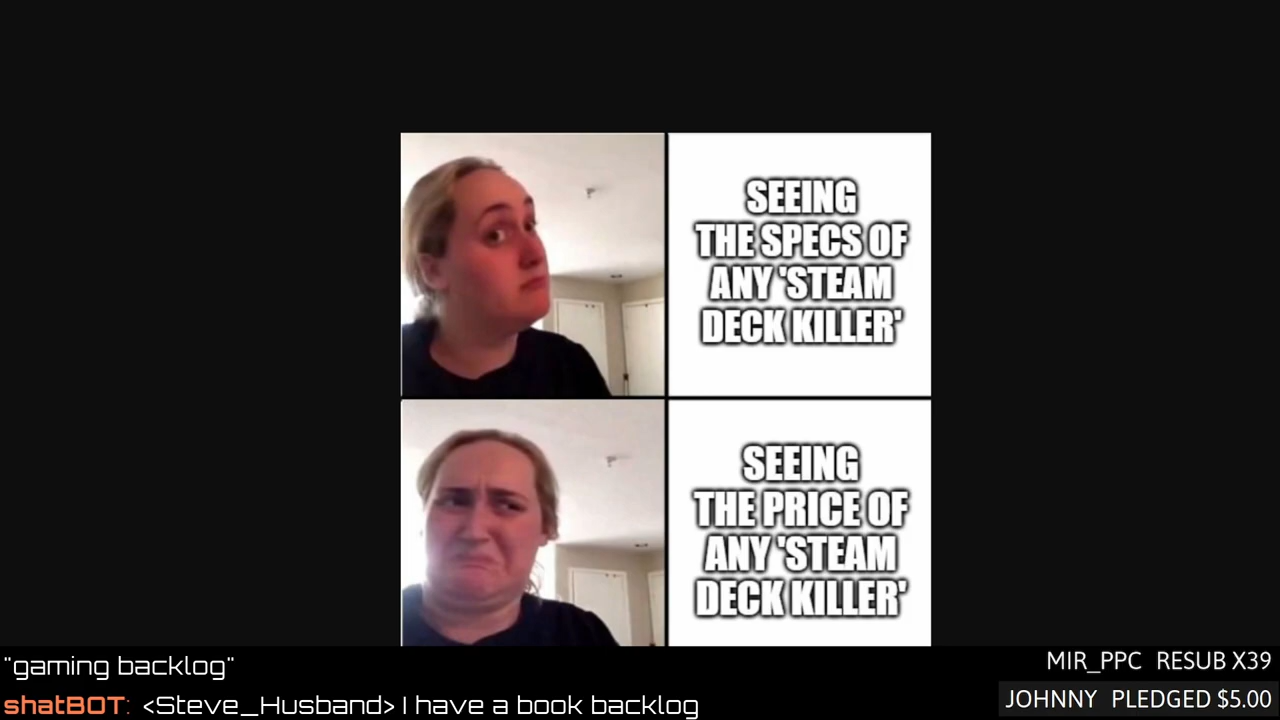 SEEING
THE SPECS OF
ANY 'STEAM
DECK KILLER'
SEEING
THE PRICE OF
ANY 'STEAM
DECK KILLER'
"gaming backlog"
shatBOT: <Steve_Husband> I have a book backlog
MIR_PPC RESUB X39
JOHNNY PLEDGED $5.00